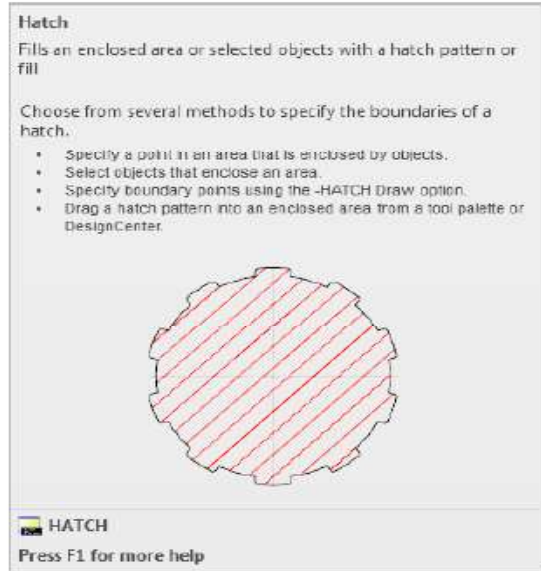 Hatch
Fills an enclosed area or selected objects with a hatch pattern or
fill
Choose from several methods to specify the boundaries of a
hatch.
• Specify a point in an area that is enclosed by objects.
• Select objects that enclose an area.
• Specify boundary points using the -HATCH Draw option.
• Drag a hatch pattern into an enclosed area from a tool palette or
DesignCenter.
HATCH
Press F1 for more help